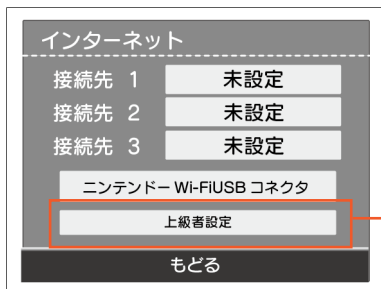 インターネット
接続先 1 未設定
接続先 2 未設定
接続先 3 未設定
ニンテンドー Wi-FiUSB コネクタ
上級者設定
もどる